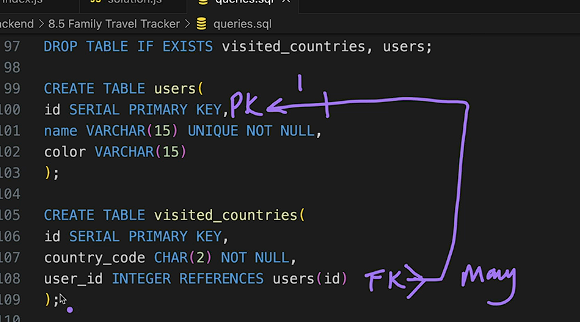 index.js solution.js queries.sql
ackend > 8.5 Family Travel Tracker > queries.sql
97 DROP TABLE IF EXISTS visited_countries, users;
98
99 CREATE TABLE users(
100 id SERIAL PRIMARY KEY, PK 1
101 name VARCHAR(15) UNIQUE NOT NULL,
102 color VARCHAR(15)
103 );
104
105 CREATE TABLE visited_countries(
106 id SERIAL PRIMARY KEY,
107 country_code CHAR(2) NOT NULL,
108 user_id INTEGER REFERENCES users(id) FK Many
109 );
110